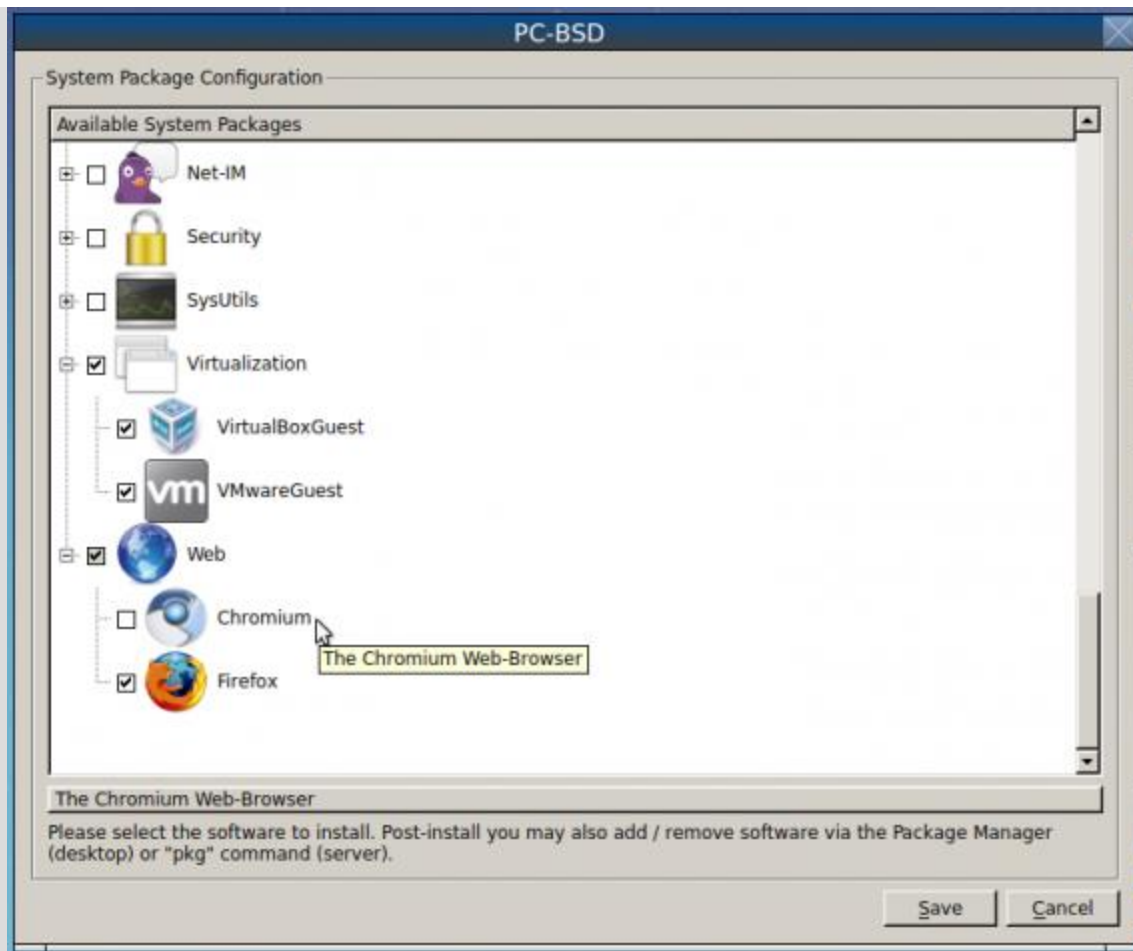 PC-BSD
System Package Configuration
Available System Packages
Net-IM
Security
SysUtils
Virtualization
VirtualBoxGuest
vm VMwareGuest
Web
Chromium
The Chromium Web-Browser
Firefox
The Chromium Web-Browser
Please select the software to install. Post-install you may also add / remove software via the Package Manager
(desktop) or "pkg" command (server).
Save Cancel